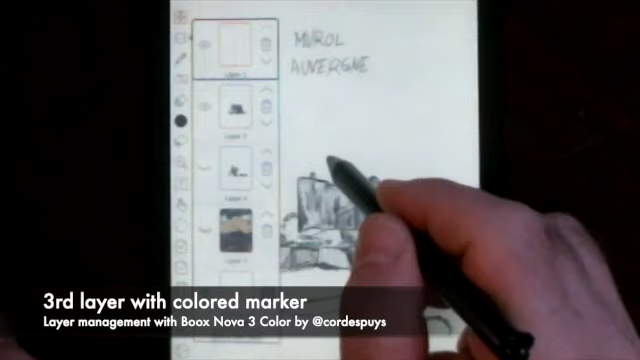 MUROL
AUVERGNE
3rd layer with colored marker
Layer management with Boox Nova 3 Color by @cordespuys